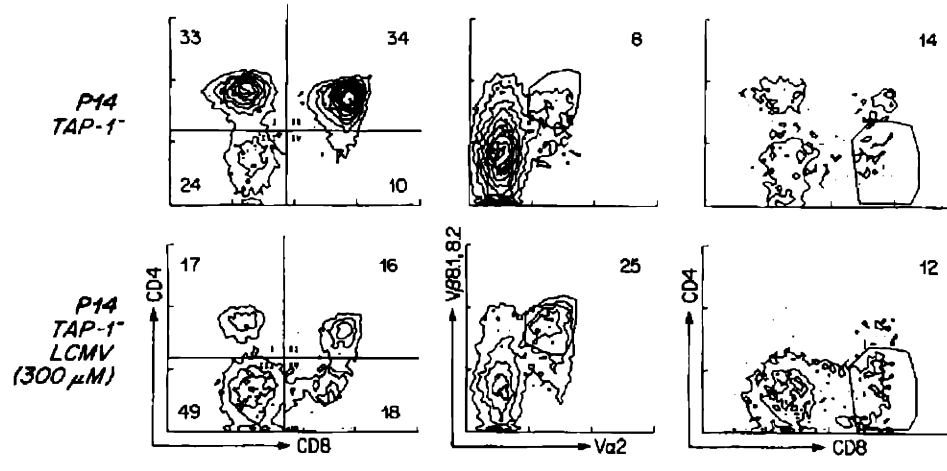 33 34 8 14
P14
TAP-1⁻
24 10
17 16 25 12
P14
TAP-1⁻
LCMV
(300 μM)
CD4
Vβ8.1, 8.2
CD4
49 18
CD8 Vα2 CD8